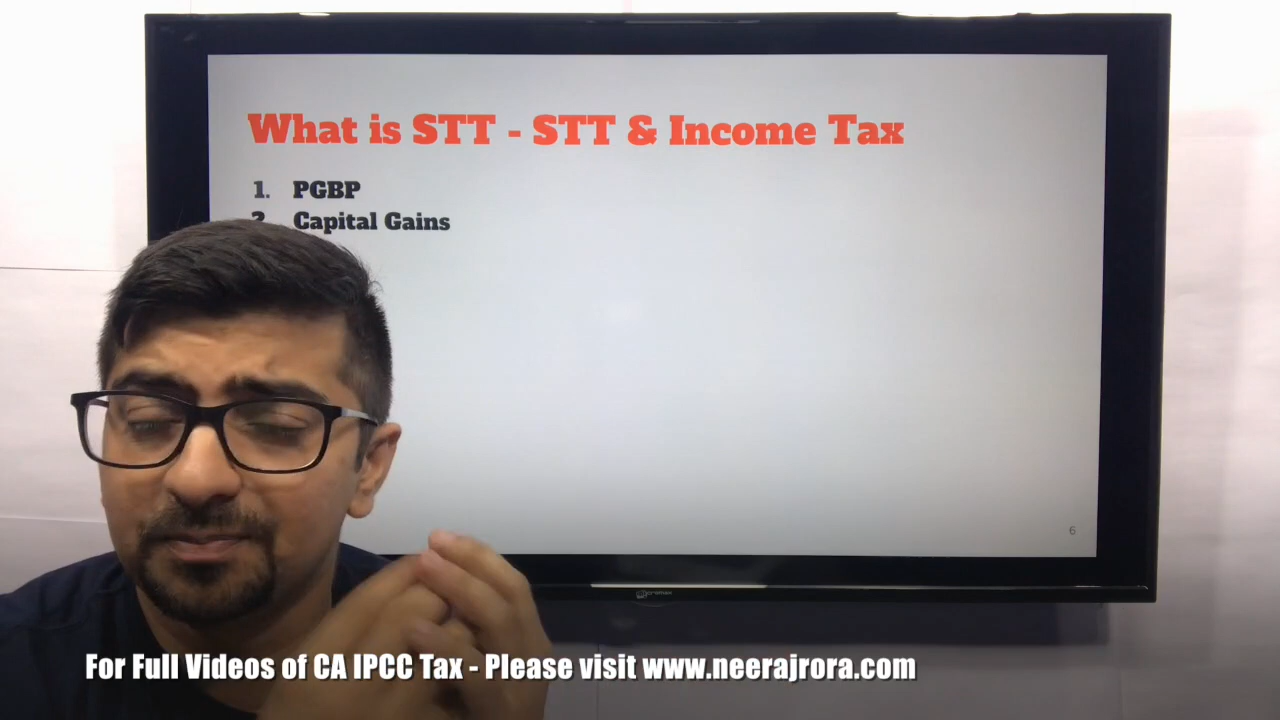 What is STT - STT & Income Tax
1. PGBP
2. Capital Gains
6
For Full Videos of CA IPCC Tax - Please visit www.neerajrora.com